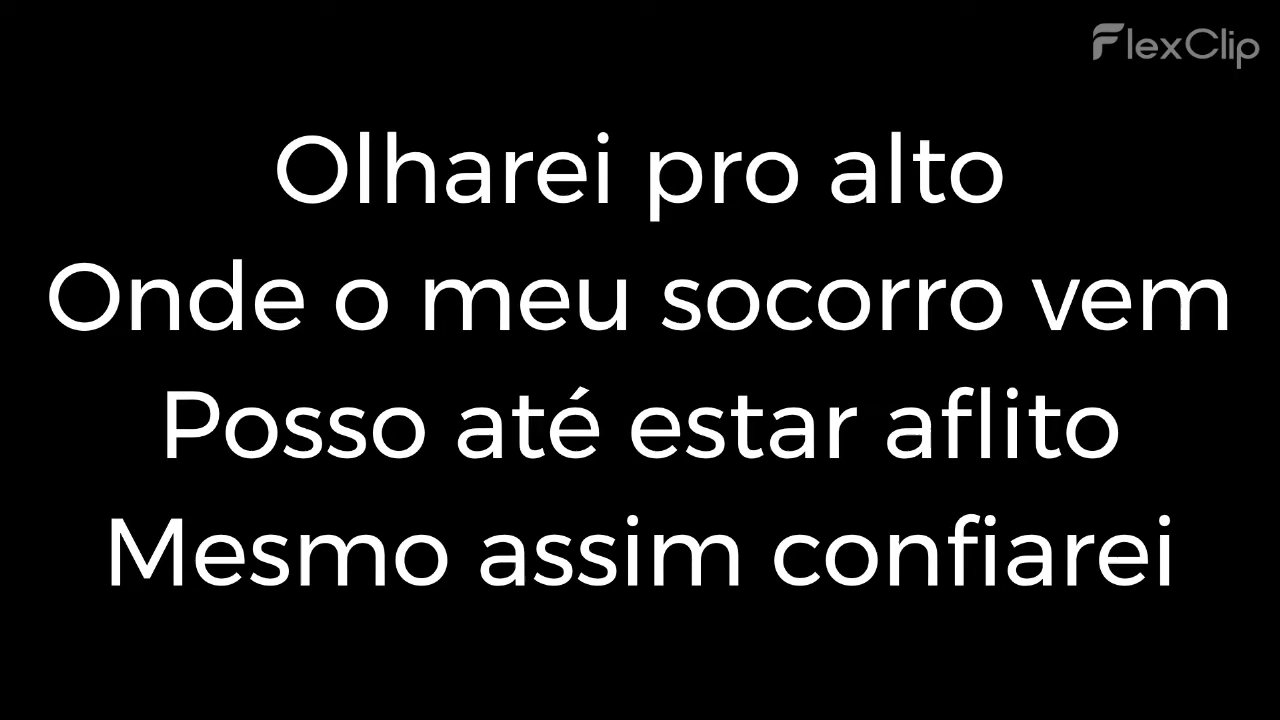 FlexClip
Olharei pro alto
Onde o meu socorro vem
Posso até estar aflito
Mesmo assim confiarei